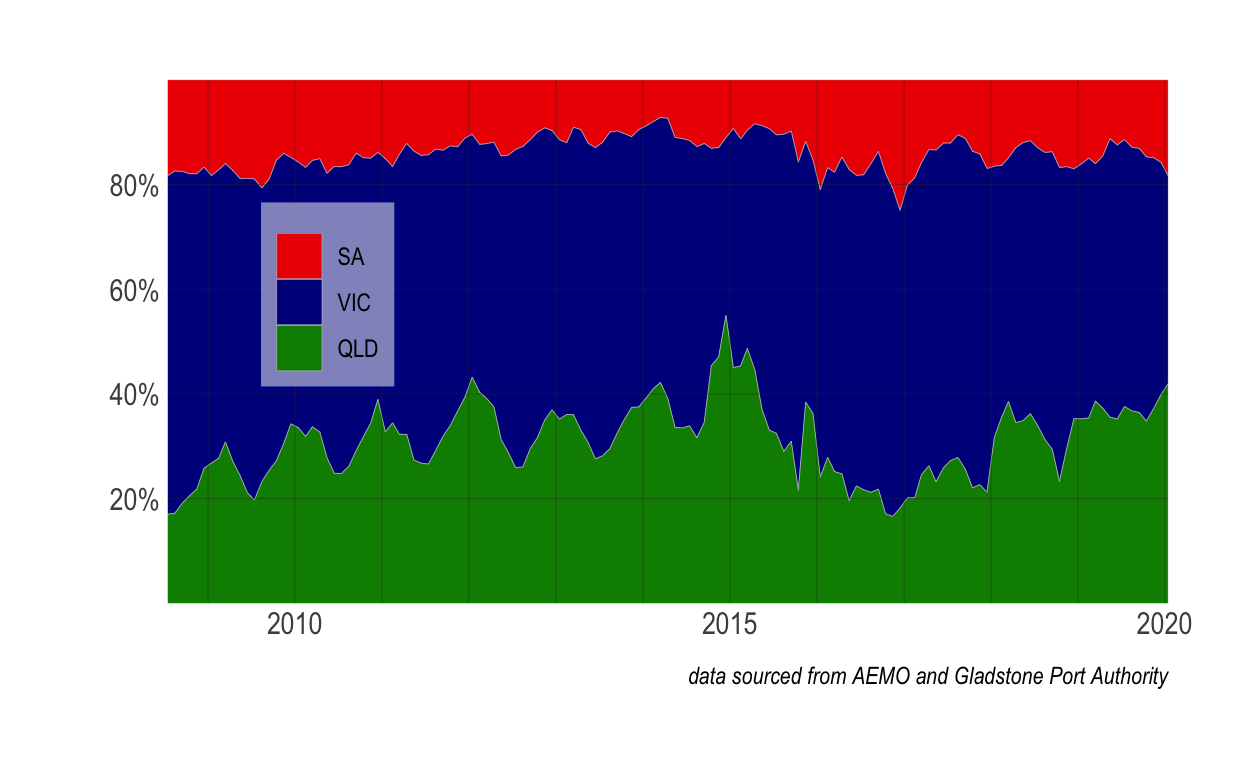 80%
60%
40%
20%
SA
VIC
QLD
2010 2015 2020
data sourced from AEMO and Gladstone Port Authority